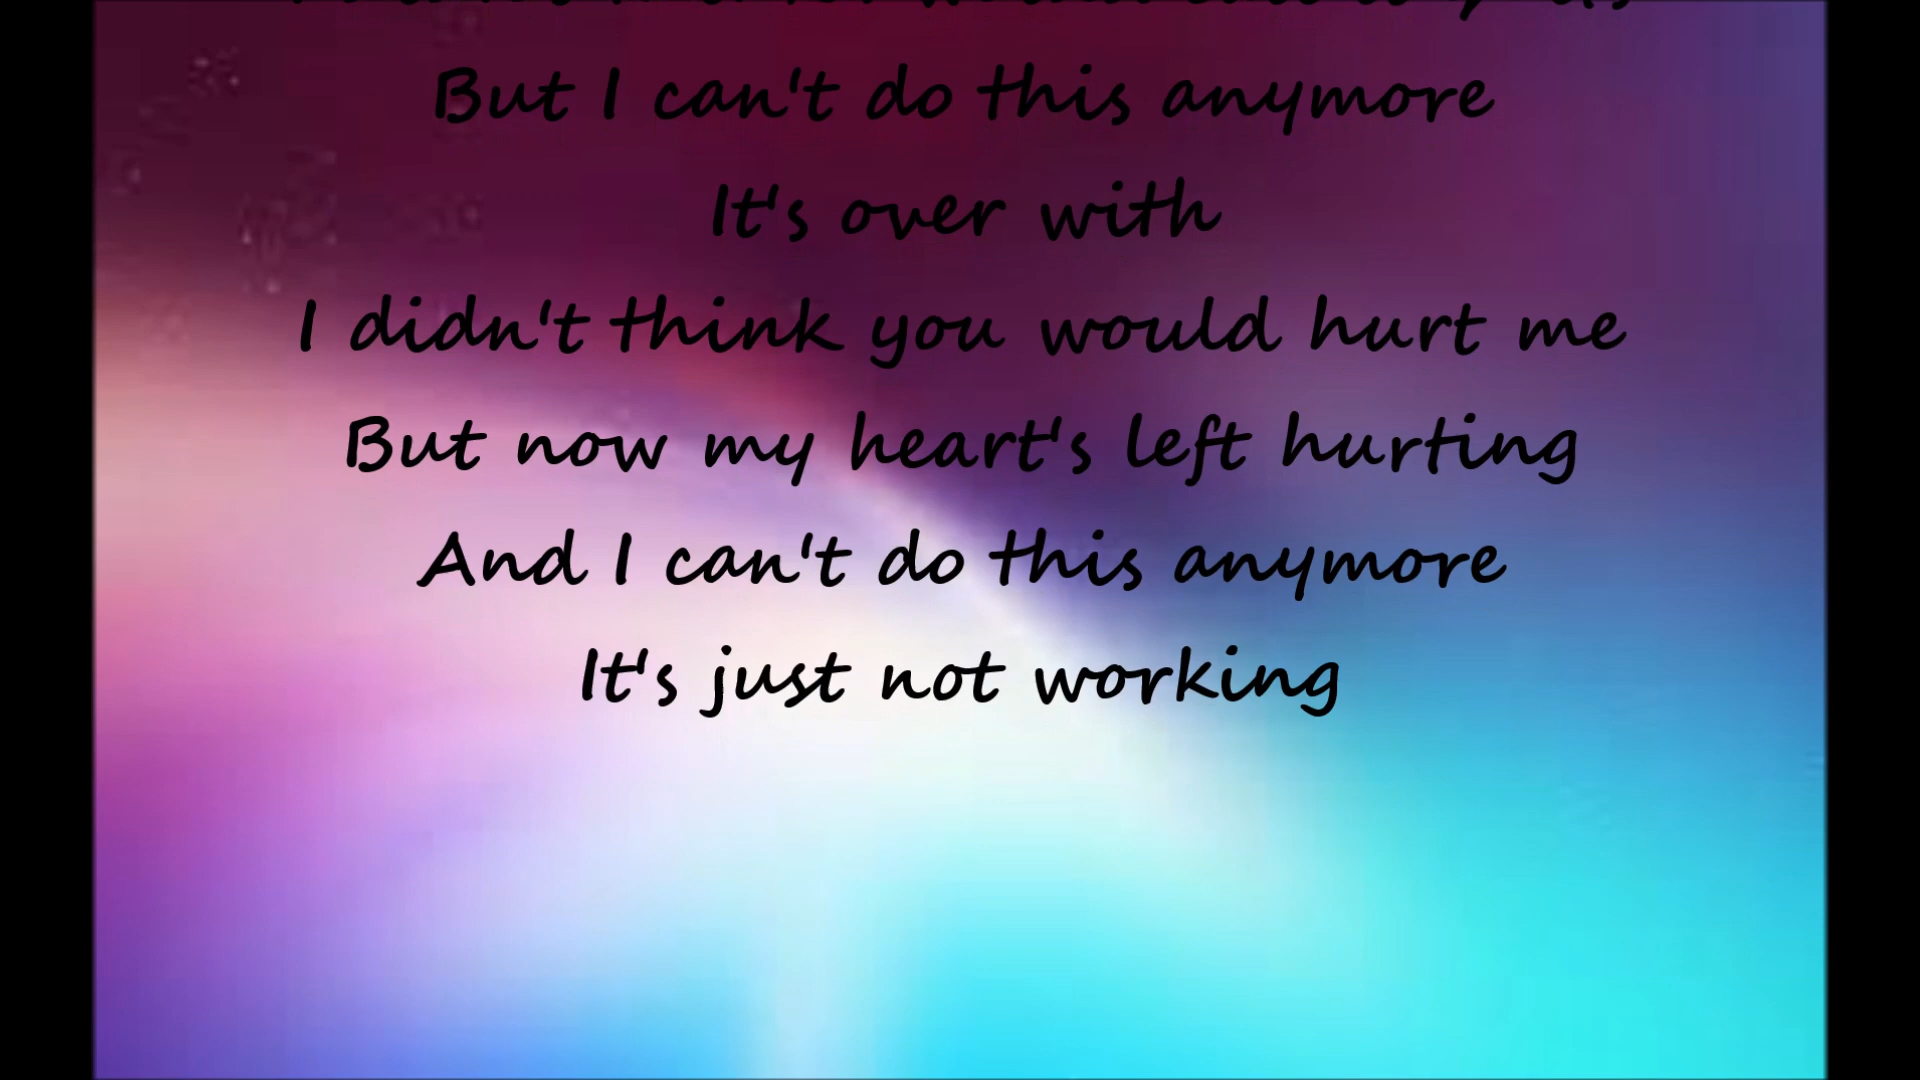 But I can't do this anymore
It's over with
I didn't think you would hurt me
But now my heart's left hurting
And I can't do this anymore
It's just not working